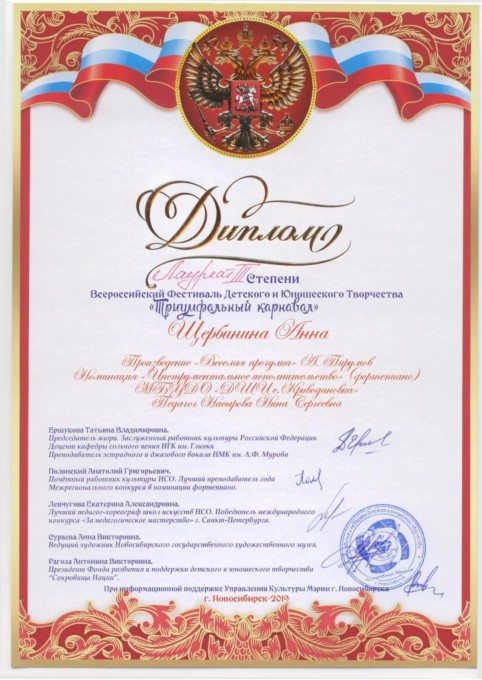 Диплом
Лауреат III Степени
Всероссийский Фестиваль Детского и Юношеского Творчества
«Триумфальный карнавал»
Щербинина Анна
Произведение «Веселая прогулка» А. Парумов
Номинация «Инструментальное исполнительство» (фортепиано)
МБУДО «ДШИ с.Криводановка»
Педагог Насырова Нина Сергеевна
Ершукова Татьяна Владимировна.
Председатель жюри. Заслуженный работник культуры Российской Федерации
Доцент кафедры сольного пения НГК им. Глинки
Преподаватель эстрадного и джазового вокала НМК им. А.Ф. Мурова
Полинский Анатолий Григорьевич.
Почётный работник культуры НСО. Лучший преподаватель года
Межрегионального конкурса в номинации фортепиано.
Левчугова Екатерина Александровна.
Лучший педагог-хореограф школ искусств НСО. Победитель международного
конкурса «За педагогическое мастерство» г. Санкт-Петербурга.
Сураева Анна Викторовна.
Ведущий художник Новосибирского государственного художественного музея.
Рагоза Антонина Викторовна.
Президент Фонда развития и поддержки детского и юношеского творчества
"Сокровища Нации".
При информационной поддержке Управления Культуры Мэрии г. Новосибирска
г. Новосибирск-2019